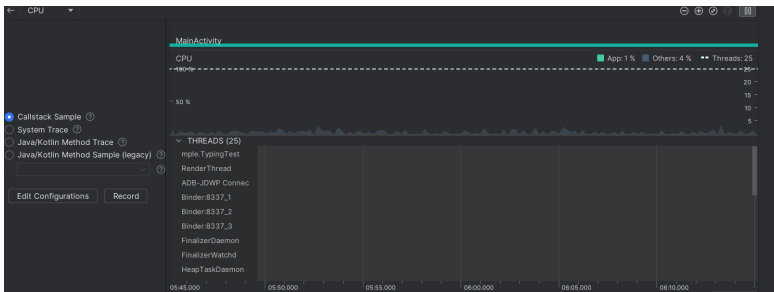 CPU
MainActivity
CPU
App: 1 %
Others: 4 %
Threads: 25
100 %
25
20
50 %
15
10
5
Callstack Sample
System Trace
Java/Kotlin Method Trace
Java/Kotlin Method Sample (legacy)
Edit Configurations
Record
THREADS (25)
mple.TypingTest
RenderThread
ADB-JDWP Connec
Binder:8337_1
Binder:8337_2
Binder:8337_3
FinalizerDaemon
FinalizerWatchd
HeapTaskDaemon
05:45.000
05:50.000
05:55.000
06:00.000
06:05.000
06:10.000